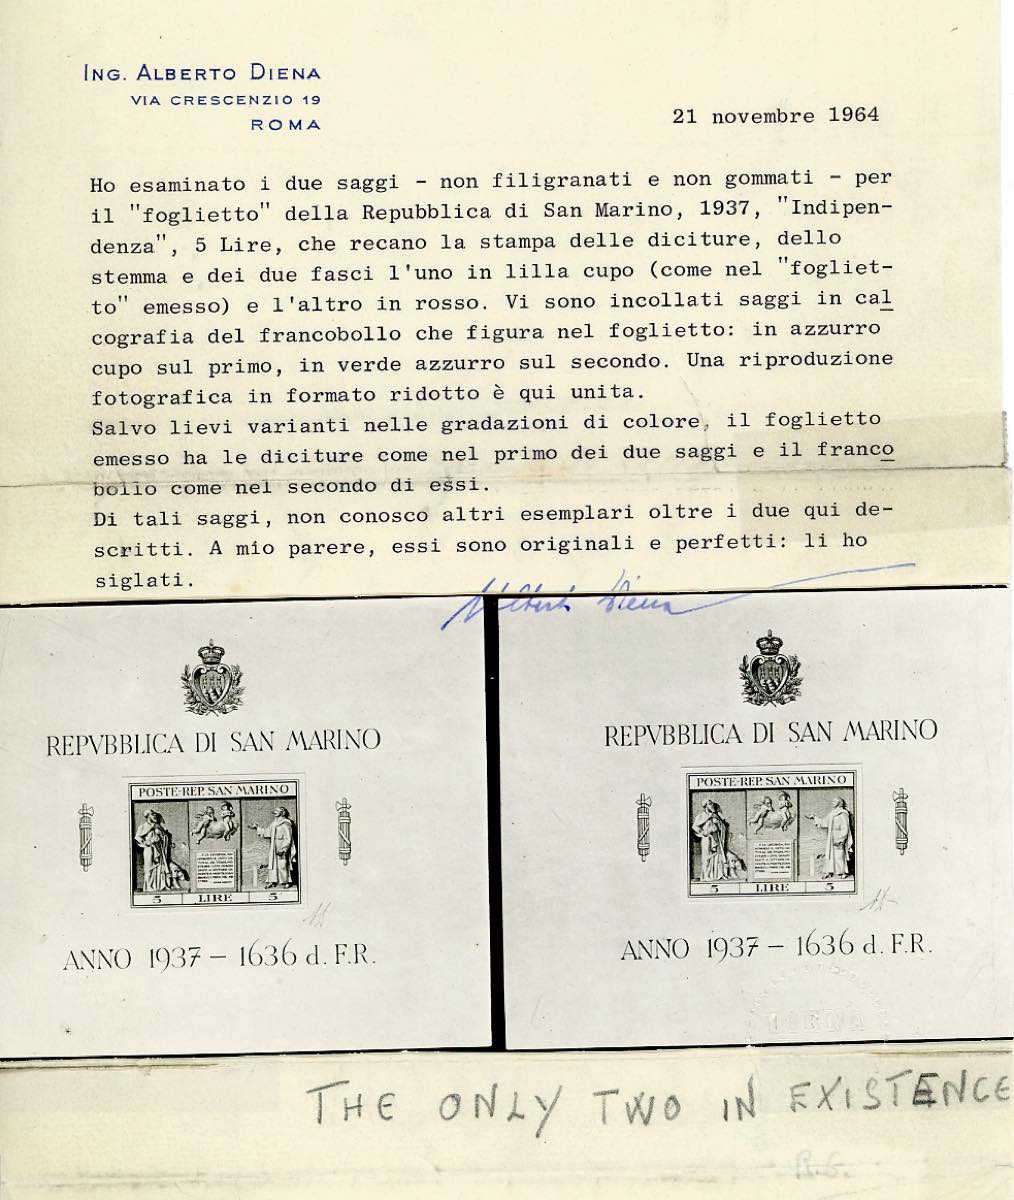 ING. ALBERTO DIENA
VIA CRESCENZIO 19
ROMA
21 novembre 1964
Ho esaminato i due saggi - non filigranati e non gommati - per
il "foglietto" della Repubblica di San Marino, 1937, "Indipen-
denza", 5 Lire, che recano la stampa delle diciture, dello
stemma e dei due fasci l'uno in lilla cupo (come nel "fogliet-
to" emesso) e l'altro in rosso. Vi sono incollati saggi in cal
cografia del francobollo che figura nel foglietto: in azzurro
cupo sul primo, in verde azzurro sul secondo. Una riproduzione
fotografica in formato ridotto è qui unita.
Salvo lievi varianti nelle gradazioni di colore, il foglietto
emesso ha le diciture come nel primo dei due saggi e il franco
bollo come nel secondo di essi.
Di tali saggi, non conosco altri esemplari oltre i due qui de-
scritti. A mio parere, essi sono originali e perfetti: li ho
siglati.
Alberto Diena
REPVBBLICA DI SAN MARINO
POSTE-REP. SAN MARINO
5 LIRE 5
ANNO 1937 - 1636 d. F.R.
REPVBBLICA DI SAN MARINO
POSTE-REP. SAN MARINO
5 LIRE 5
ANNO 1937 - 1636 d. F.R.
DIENA
THE ONLY TWO IN EXISTENCE
R.G.